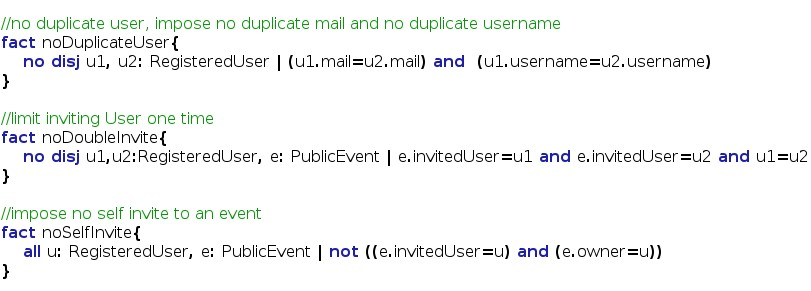 //no duplicate user, impose no duplicate mail and no duplicate username
fact noDuplicateUser{
no disj u1, u2: RegisteredUser | (u1.mail=u2.mail) and (u1.username=u2.username)
}
//limit inviting User one time
fact noDoubleInvite{
no disj u1,u2:RegisteredUser, e: PublicEvent | e.invitedUser=u1 and e.invitedUser=u2 and u1=u2
}
//impose no self invite to an event
fact noSelfInvite{
all u: RegisteredUser, e: PublicEvent | not ((e.invitedUser=u) and (e.owner=u))
}